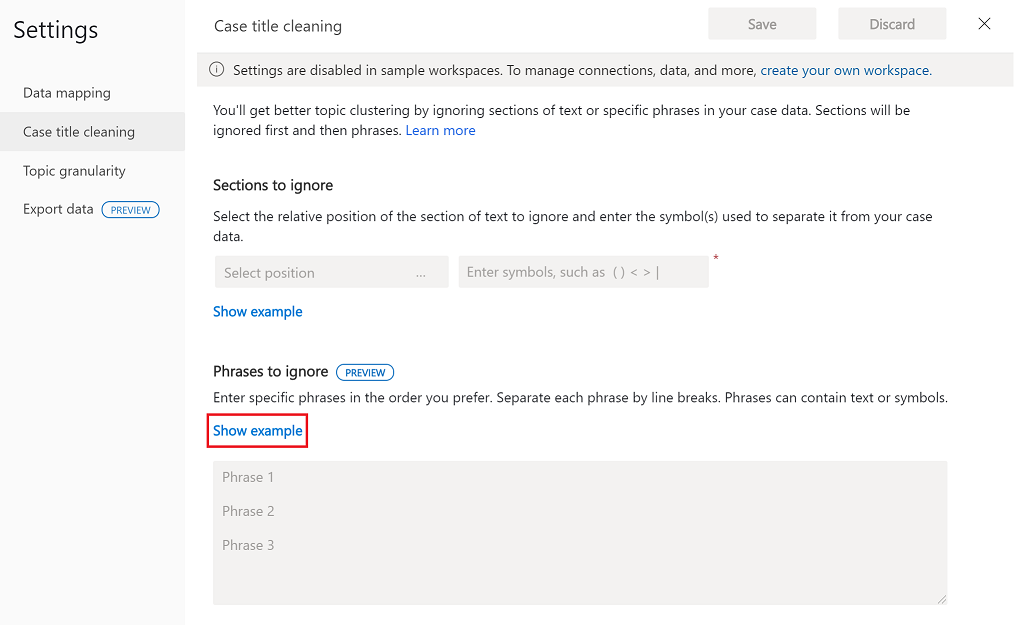 Settings
Data mapping
Case title cleaning
Topic granularity
Export data PREVIEW
Case title cleaning
Save
Discard
Settings are disabled in sample workspaces. To manage connections, data, and more, create your own workspace.
You'll get better topic clustering by ignoring sections of text or specific phrases in your case data. Sections will be
ignored first and then phrases. Learn more
Sections to ignore
Select the relative position of the section of text to ignore and enter the symbol(s) used to separate it from your case
data.
Select position ...
Enter symbols, such as ( ) < > | *
Show example
Phrases to ignore PREVIEW
Enter specific phrases in the order you prefer. Separate each phrase by line breaks. Phrases can contain text or symbols.
Show example
Phrase 1
Phrase 2
Phrase 3